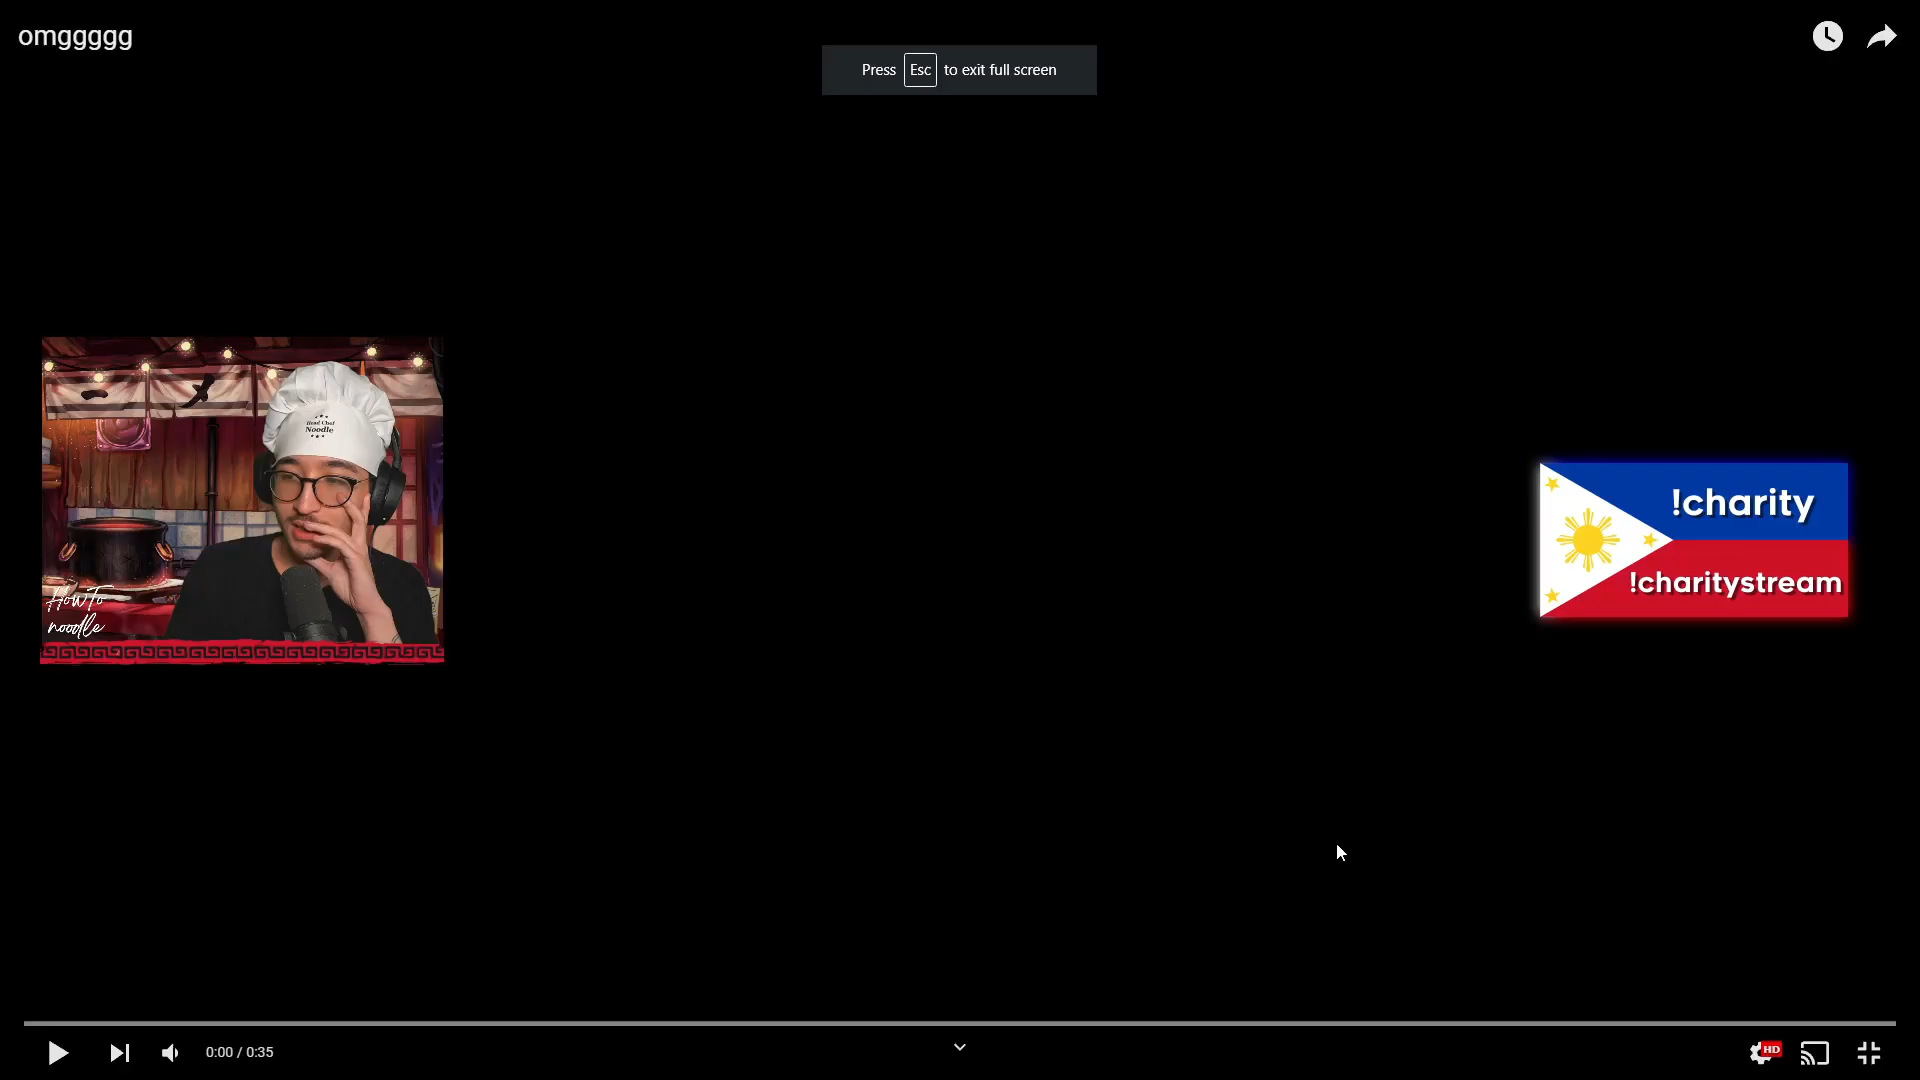 omggggg
Press Esc to exit full screen
Head Chef
Noodle
HowTo
noodle
!charity
!charitystream
0:00 / 0:35
HD